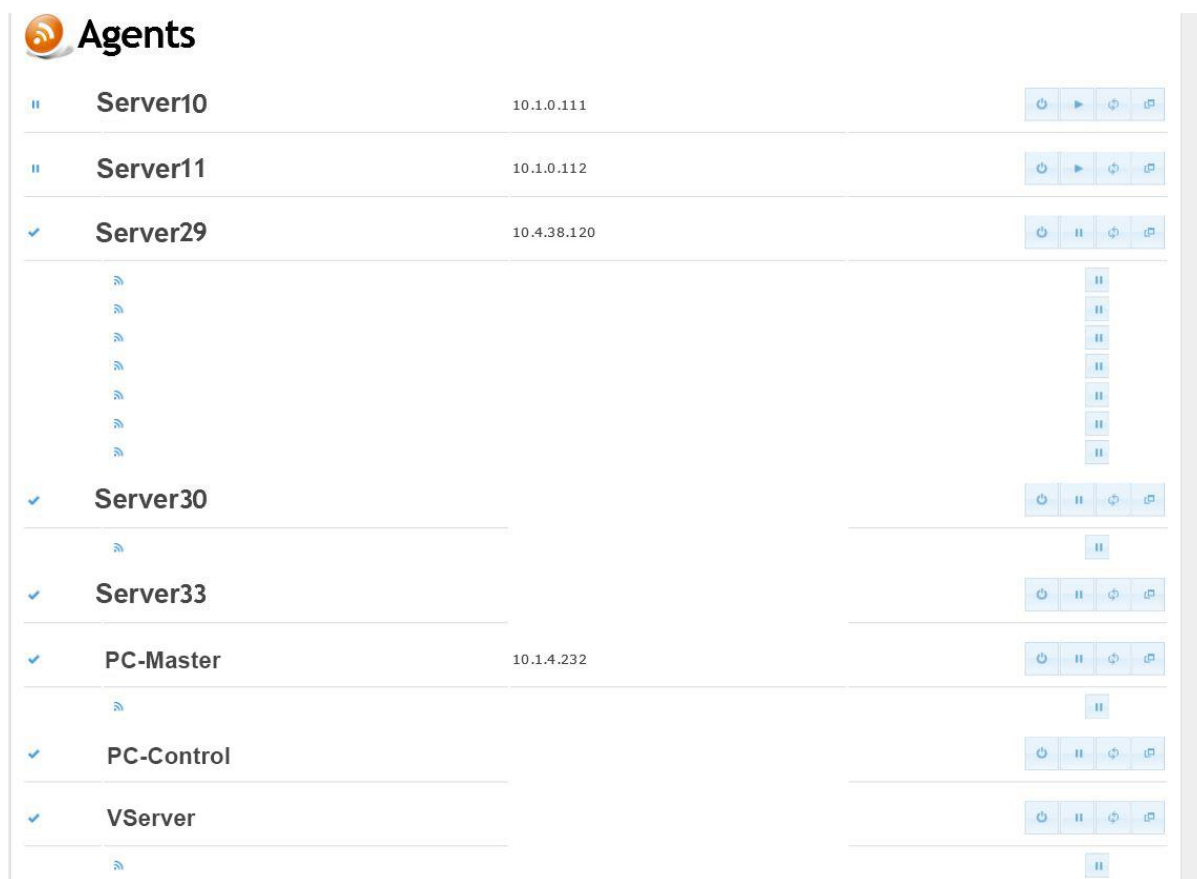 Agents
Server10 10.1.0.111
Server11 10.1.0.112
Server29 10.4.38.120
Server30
Server33
PC-Master 10.1.4.232
PC-Control
VServer